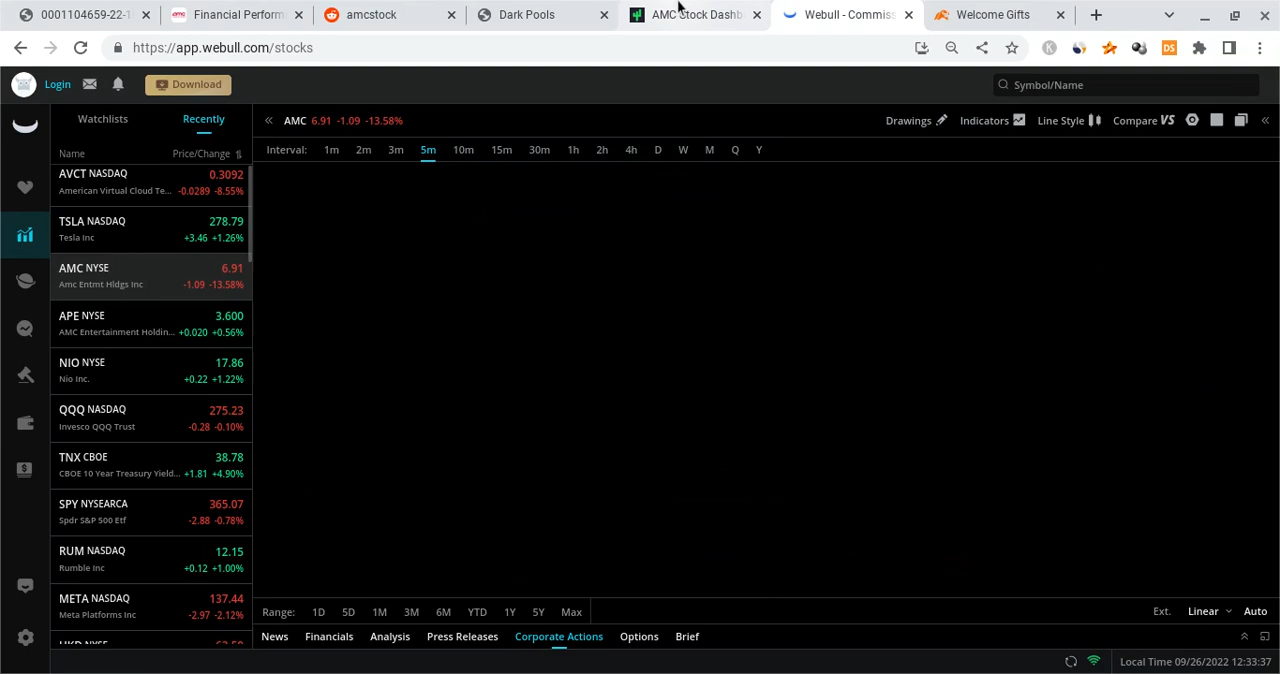 0001104659-22-1
Financial Perform
amcstock
Dark Pools
AMC Stock Dashb
Webull - Commiss
Welcome Gifts
https://app.webull.com/stocks
Login
Download
Symbol/Name
Watchlists
Recently
AMC 6.91 -1.09 -13.58%
Drawings
Indicators
Line Style
Compare VS
Name
Price/Change
Interval: 1m 2m 3m 5m 10m 15m 30m 1h 2h 4h D W M Q Y
AVCT NASDAQ 0.3092
American Virtual Cloud Te... -0.0289 -8.55%
TSLA NASDAQ 278.79
Tesla Inc +3.46 +1.26%
AMC NYSE 6.91
Amc Entmt Hldgs Inc -1.09 -13.58%
APE NYSE 3.600
AMC Entertainment Holdin... +0.020 +0.56%
NIO NYSE 17.86
Nio Inc. +0.22 +1.22%
QQQ NASDAQ 275.23
Invesco QQQ Trust -0.28 -0.10%
TNX CBOE 38.78
CBOE 10 Year Treasury Yield... +1.81 +4.90%
SPY NYSEARCA 365.07
Spdr S&P 500 Etf -2.88 -0.78%
RUM NASDAQ 12.15
Rumble Inc +0.12 +1.00%
META NASDAQ 137.44
Meta Platforms Inc -2.97 -2.12%
Range: 1D 5D 1M 3M 6M YTD 1Y 5Y Max
Ext. Linear Auto
News Financials Analysis Press Releases Corporate Actions Options Brief
Local Time 09/26/2022 12:33:37